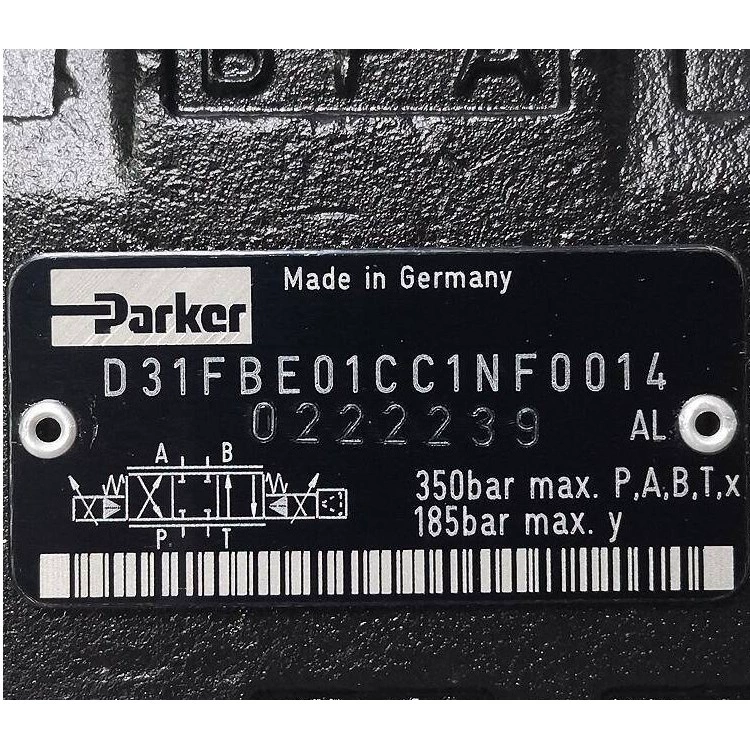 B P A
Made in Germany
Parker
D31FBE01CC1NF0014
0222239
AL
A B
P T
350bar max. P,A,B,T,x
185bar max. y